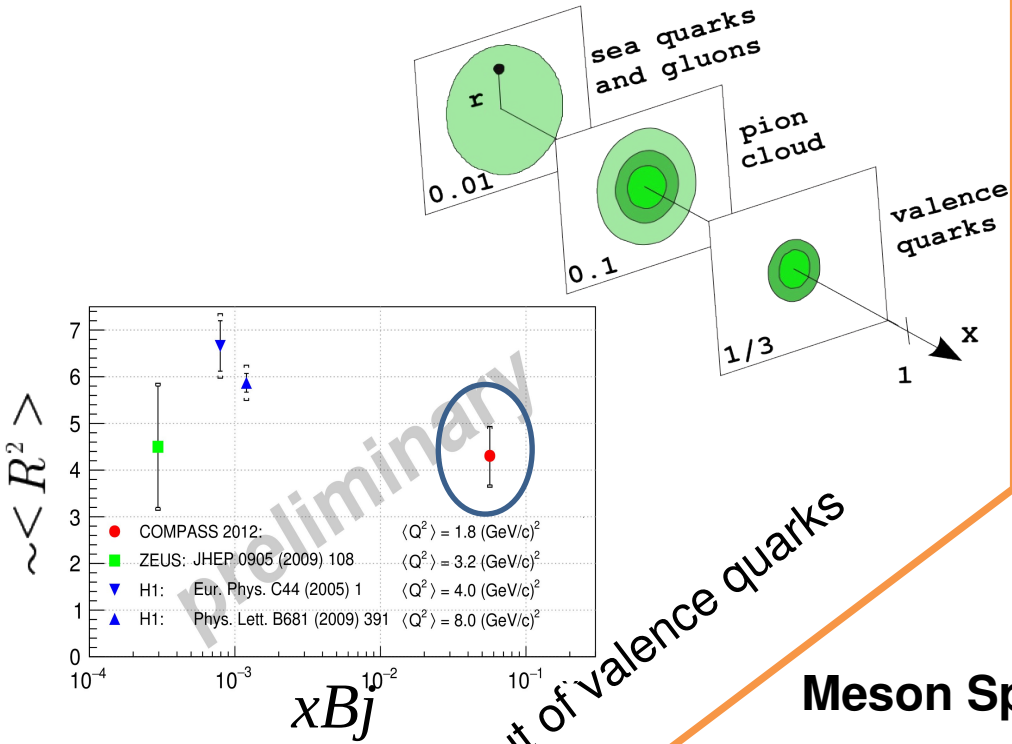 sea quarks
and gluons
r
0.01
pion
cloud
0.1
valence
quarks
1/3
x
1
~< R² >
7
6
5
4
3
2
1
0
preliminary
COMPASS 2012: ⟨Q²⟩ = 1.8 (GeV/c)²
ZEUS: JHEP 0905 (2009) 108 ⟨Q²⟩ = 3.2 (GeV/c)²
H1: Eur. Phys. C44 (2005) 1 ⟨Q²⟩ = 4.0 (GeV/c)²
H1: Phys. Lett. B681 (2009) 391 ⟨Q²⟩ = 8.0 (GeV/c)²
10⁻⁴ 10⁻³ 10⁻² 10⁻¹
xBj
of valence quarks
Meson